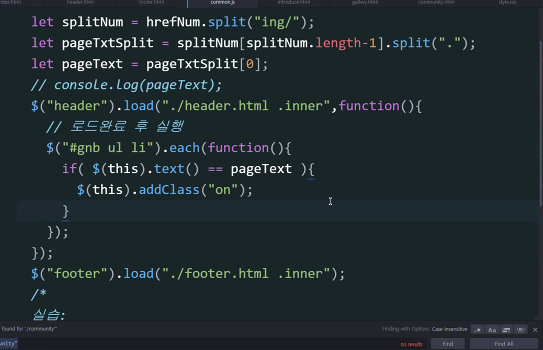 header.html
footer.html
common.js
introduce.html
gallery.html
community.html
style.css
let splitNum = hrefNum.split("ing/");
let pageTxtSplit = splitNum[splitNum.length-1].split(".");
let pageText = pageTxtSplit[0];
// console.log(pageText);
$("header").load("./header.html .inner",function(){
// 로드완료 후 실행
$("#gnb ul li").each(function(){
if( $(this).text() == pageText ){
$(this).addClass("on");
}
});
});
$("footer").load("./footer.html .inner");
/*
실습:
found for './community'
Finding with Options: Case Insensitive
.*
Aa
unity"
no results
Find
Find All